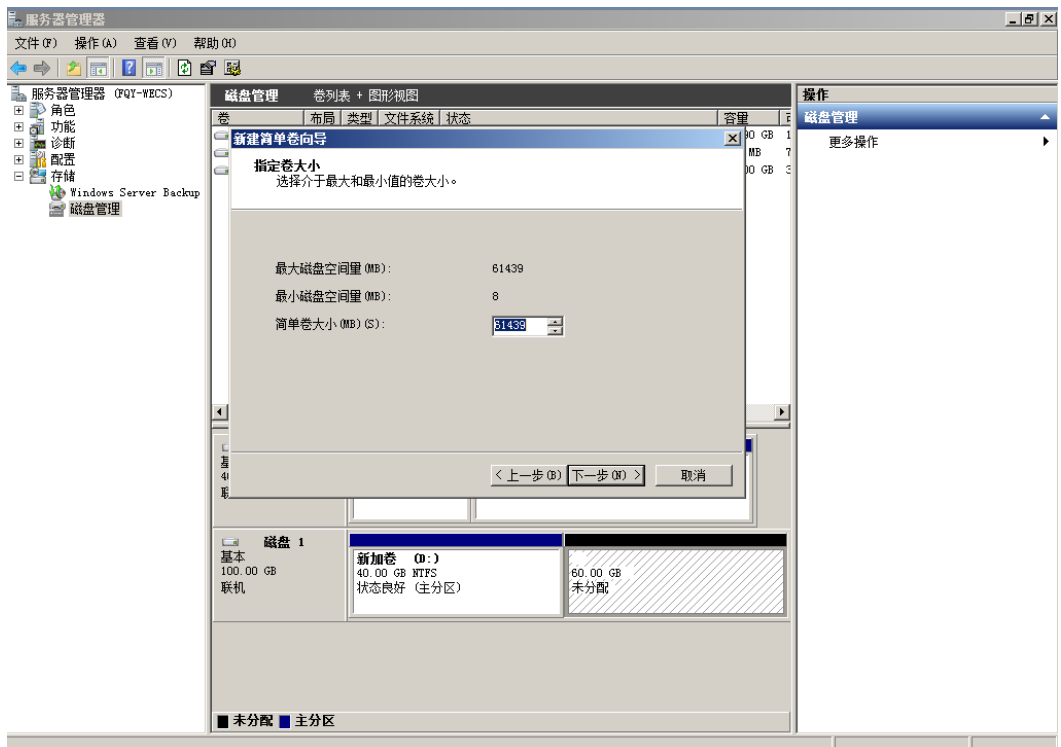 服务器管理器
文件(F) 操作(A) 查看(V) 帮助(H)
服务器管理器 (FQY-WECS)
角色
功能
诊断
配置
存储
Windows Server Backup
磁盘管理
磁盘管理 卷列表 + 图形视图
卷 布局 类型 文件系统 状态 容量
新建简单卷向导
指定卷大小
选择介于最大和最小值的卷大小。
最大磁盘空间量(MB): 61439
最小磁盘空间量(MB): 8
简单卷大小(MB)(S): 61439
< 上一步(B) 下一步(N) > 取消
磁盘 1
基本
100.00 GB
联机
新加卷 (D:)
40.00 GB NTFS
状态良好 (主分区)
60.00 GB
未分配
未分配 主分区
操作
磁盘管理
更多操作